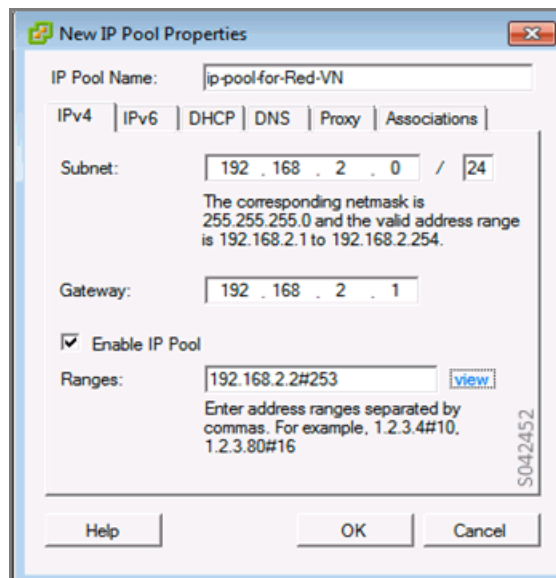 New IP Pool Properties
IP Pool Name: ip-pool-for-Red-VN
IPv4 IPv6 DHCP DNS Proxy Associations
Subnet: 192 . 168 . 2 . 0 / 24
The corresponding netmask is
255.255.255.0 and the valid address range
is 192.168.2.1 to 192.168.2.254.
Gateway: 192 . 168 . 2 . 1
Enable IP Pool
Ranges: 192.168.2.2#253 view
Enter address ranges separated by
commas. For example, 1.2.3.4#10,
1.2.3.80#16
S042452
Help OK Cancel